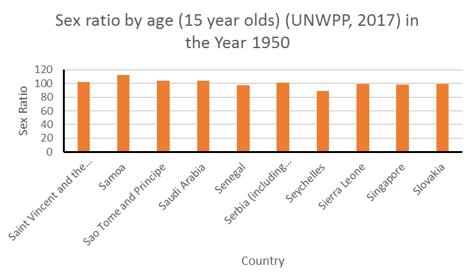 Sex ratio by age (15 year olds) (UNWPP, 2017) in
the Year 1950
Sex Ratio
120
100
80
60
40
20
0
Saint Vincent and the...
Samoa
Sao Tome and Principe
Saudi Arabia
Senegal
Serbia (including...
Seychelles
Sierra Leone
Singapore
Slovakia
Country